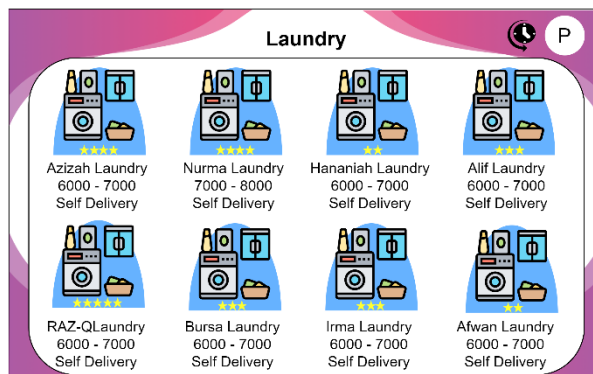 Laundry
P
Azizah Laundry
6000 - 7000
Self Delivery
Nurma Laundry
7000 - 8000
Self Delivery
Hananiah Laundry
6000 - 7000
Self Delivery
Alif Laundry
6000 - 7000
Self Delivery
RAZ-QLaundry
6000 - 7000
Self Delivery
Bursa Laundry
6000 - 7000
Self Delivery
Irma Laundry
6000 - 7000
Self Delivery
Afwan Laundry
6000 - 7000
Self Delivery